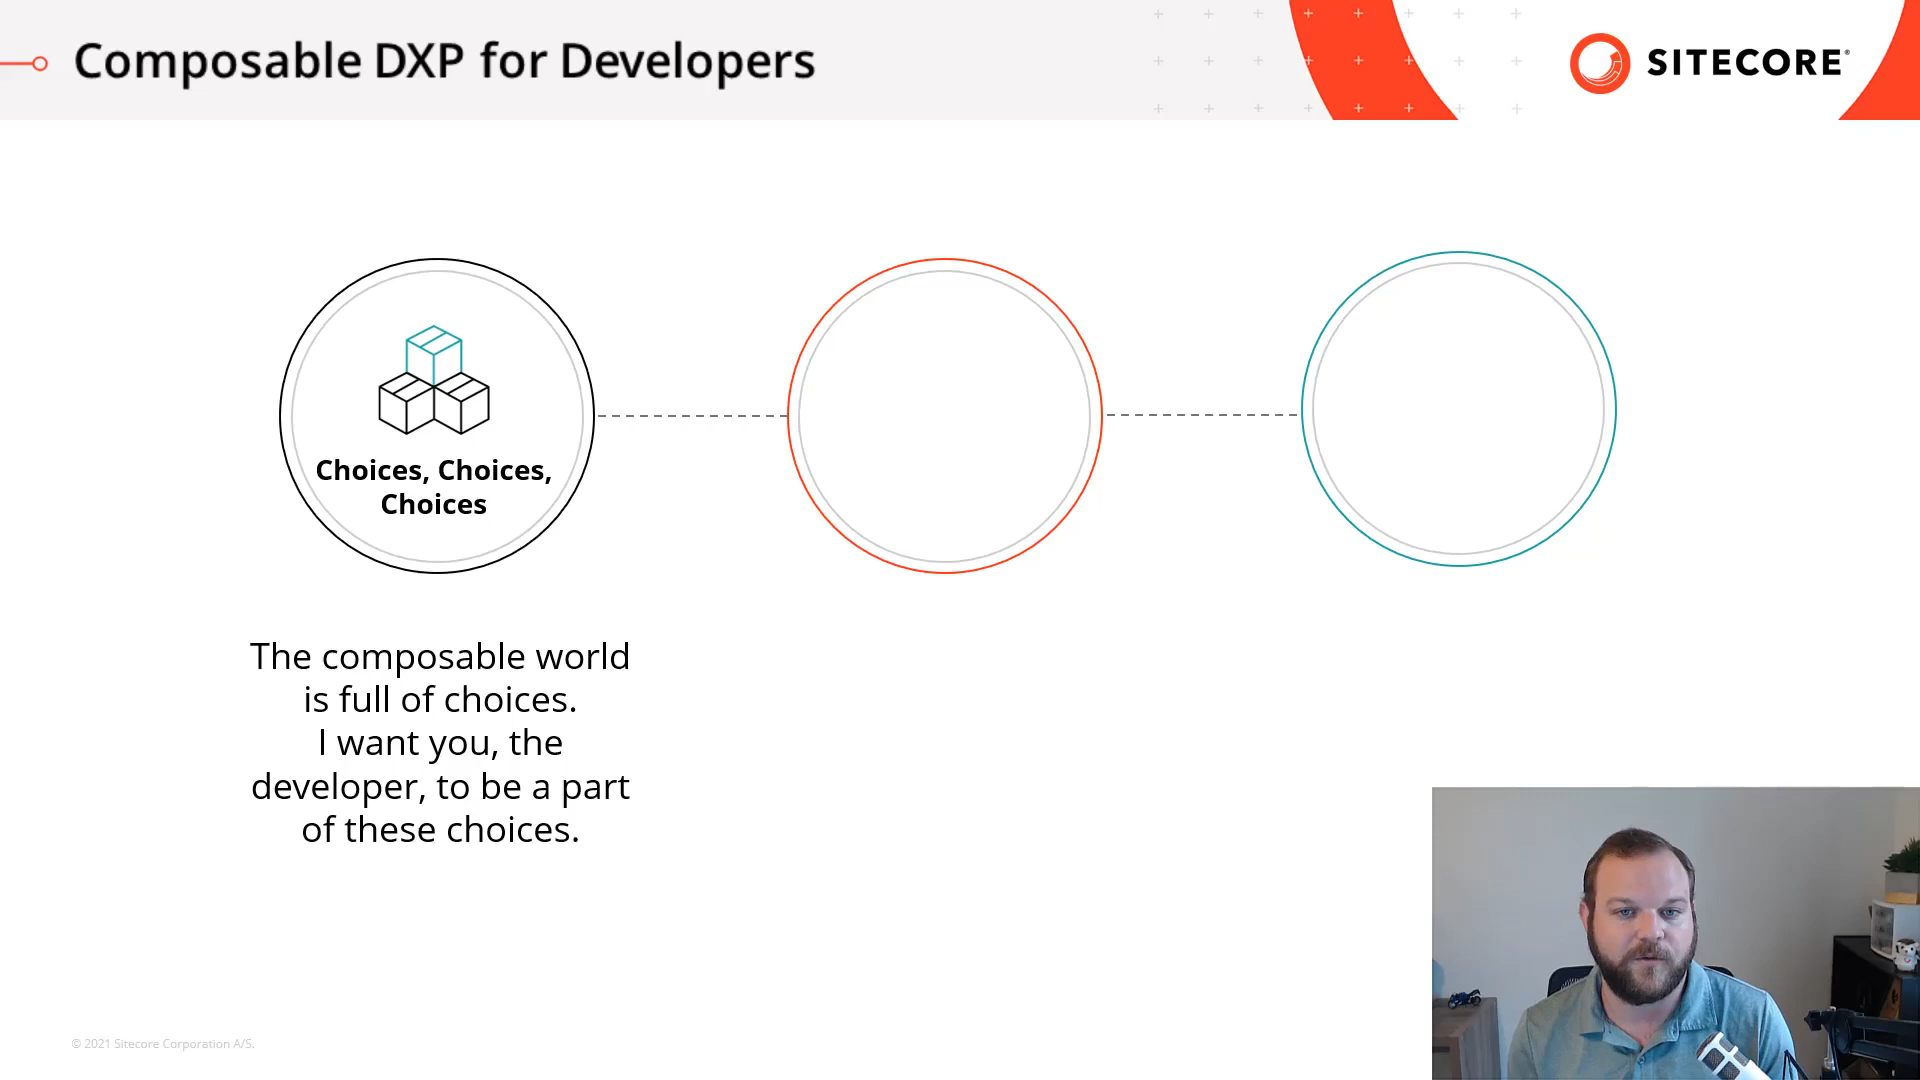 Composable DXP for Developers
SITECORE®
Choices, Choices,
Choices
The composable world
is full of choices.
I want you, the
developer, to be a part
of these choices.
© 2021 Sitecore Corporation A/S.